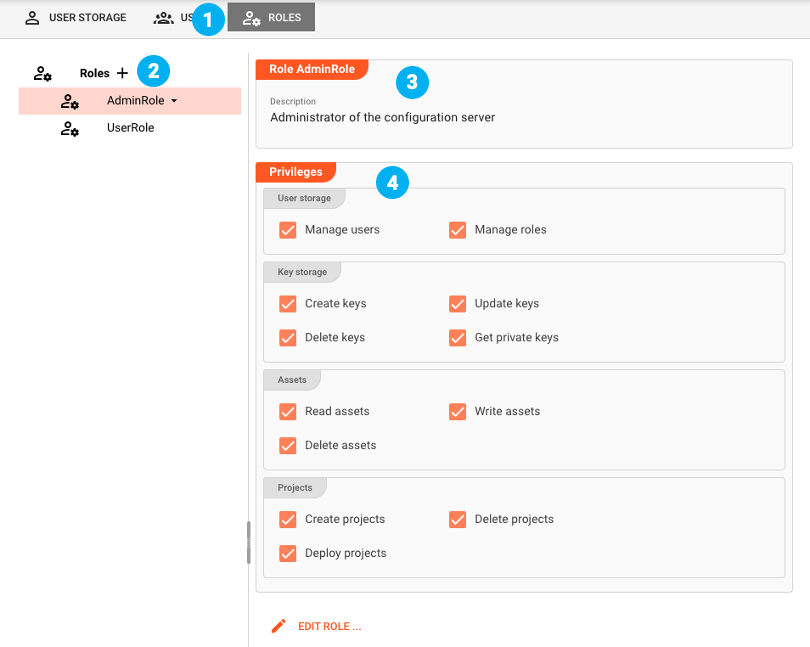 USER STORAGE
1
ROLES
Roles
2
AdminRole
UserRole
Role AdminRole
3
Description
Administrator of the configuration server
Privileges
4
User storage
Manage users Manage roles
Key storage
Create keys Update keys
Delete keys Get private keys
Assets
Read assets Write assets
Delete assets
Projects
Create projects Delete projects
Deploy projects
EDIT ROLE ...